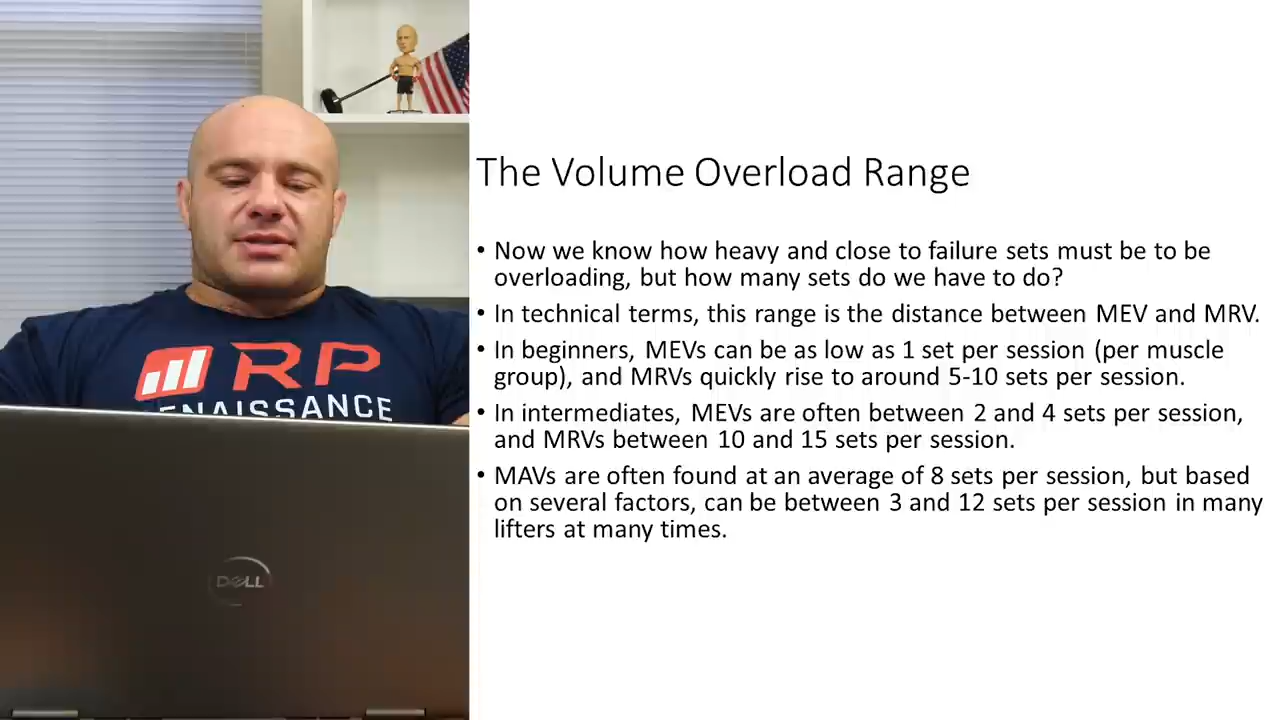 The Volume Overload Range
• Now we know how heavy and close to failure sets must be to be
overloading, but how many sets do we have to do?
• In technical terms, this range is the distance between MEV and MRV.
• In beginners, MEVs can be as low as 1 set per session (per muscle
group), and MRVs quickly rise to around 5-10 sets per session.
• In intermediates, MEVs are often between 2 and 4 sets per session,
and MRVs between 10 and 15 sets per session.
• MAVs are often found at an average of 8 sets per session, but based
on several factors, can be between 3 and 12 sets per session in many
lifters at many times.
RP
ENAISSANCE
DELL